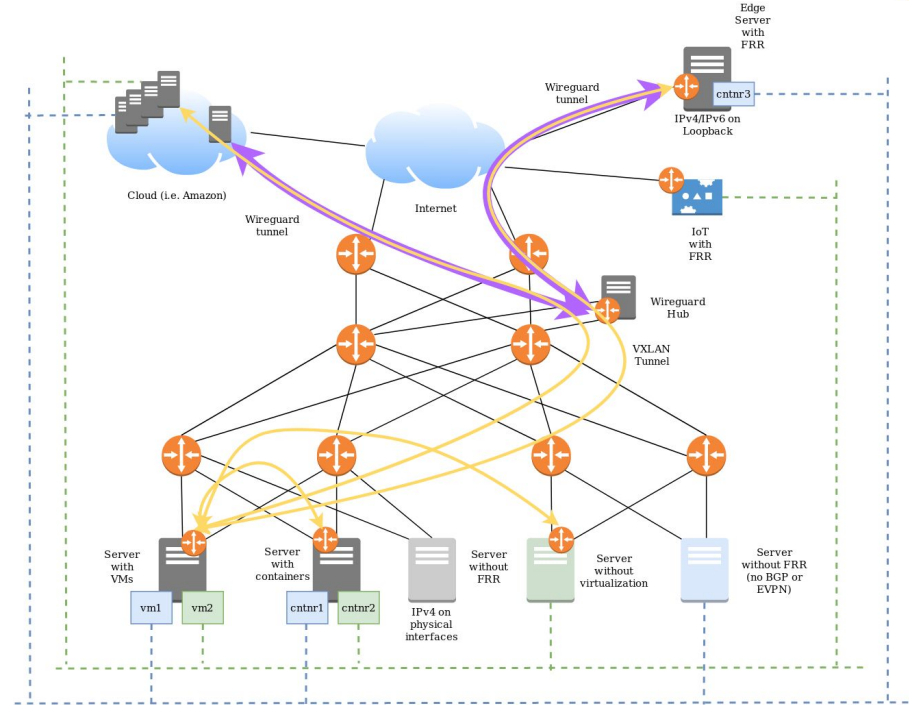 Edge
Server
with
FRR
Wireguard
tunnel
cntnr3
IPv4/IPv6 on
Loopback
Cloud (i.e. Amazon)
Internet
Wireguard
tunnel
IoT
with
FRR
Wireguard
Hub
VXLAN
Tunnel
Server
with
VMs
vm1
vm2
Server
with
containers
cntnr1
cntnr2
Server
without
FRR
IPv4 on
physical
interfaces
Server
without
virtualization
Server
without FRR
(no BGP or
EVPN)